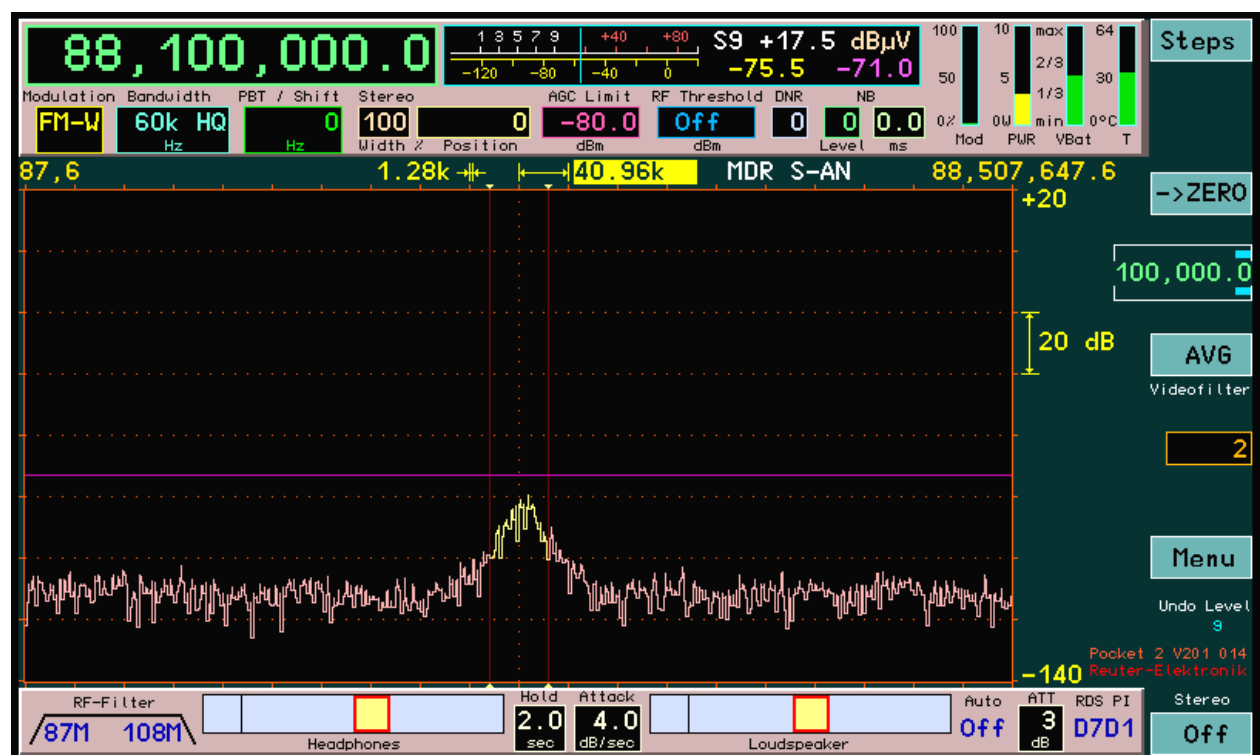 88,100,000.0
1 3 5 7 9 +40 +80 S9 +17.5 dBµV
-120 -80 -40 0 -75.5 -71.0
100 10 max 64
2/3
50 5 30
1/3
0% 0W min 0°C
Mod PWR VBat T
Steps
Modulation Bandwidth PBT / Shift Stereo AGC Limit RF Threshold DNR NB
FM-W 60k HQ 0 100 0 -80.0 Off 0 0 0.0
Hz Hz Width % Position dBm dBm Level ms
87,6 1.28k 40.96k MDR S-AN 88,507,647.6
+20
->ZERO
100,000.0
20 dB
AVG
Videofilter
2
Menu
Undo Level
9
Pocket 2 V201 014
-140 Reuter-Elektronik
RF-Filter Hold Attack Auto ATT RDS PI Stereo
87M 108M 2.0 4.0 Off 3 D7D1 Off
Headphones sec dB/sec Loudspeaker dB